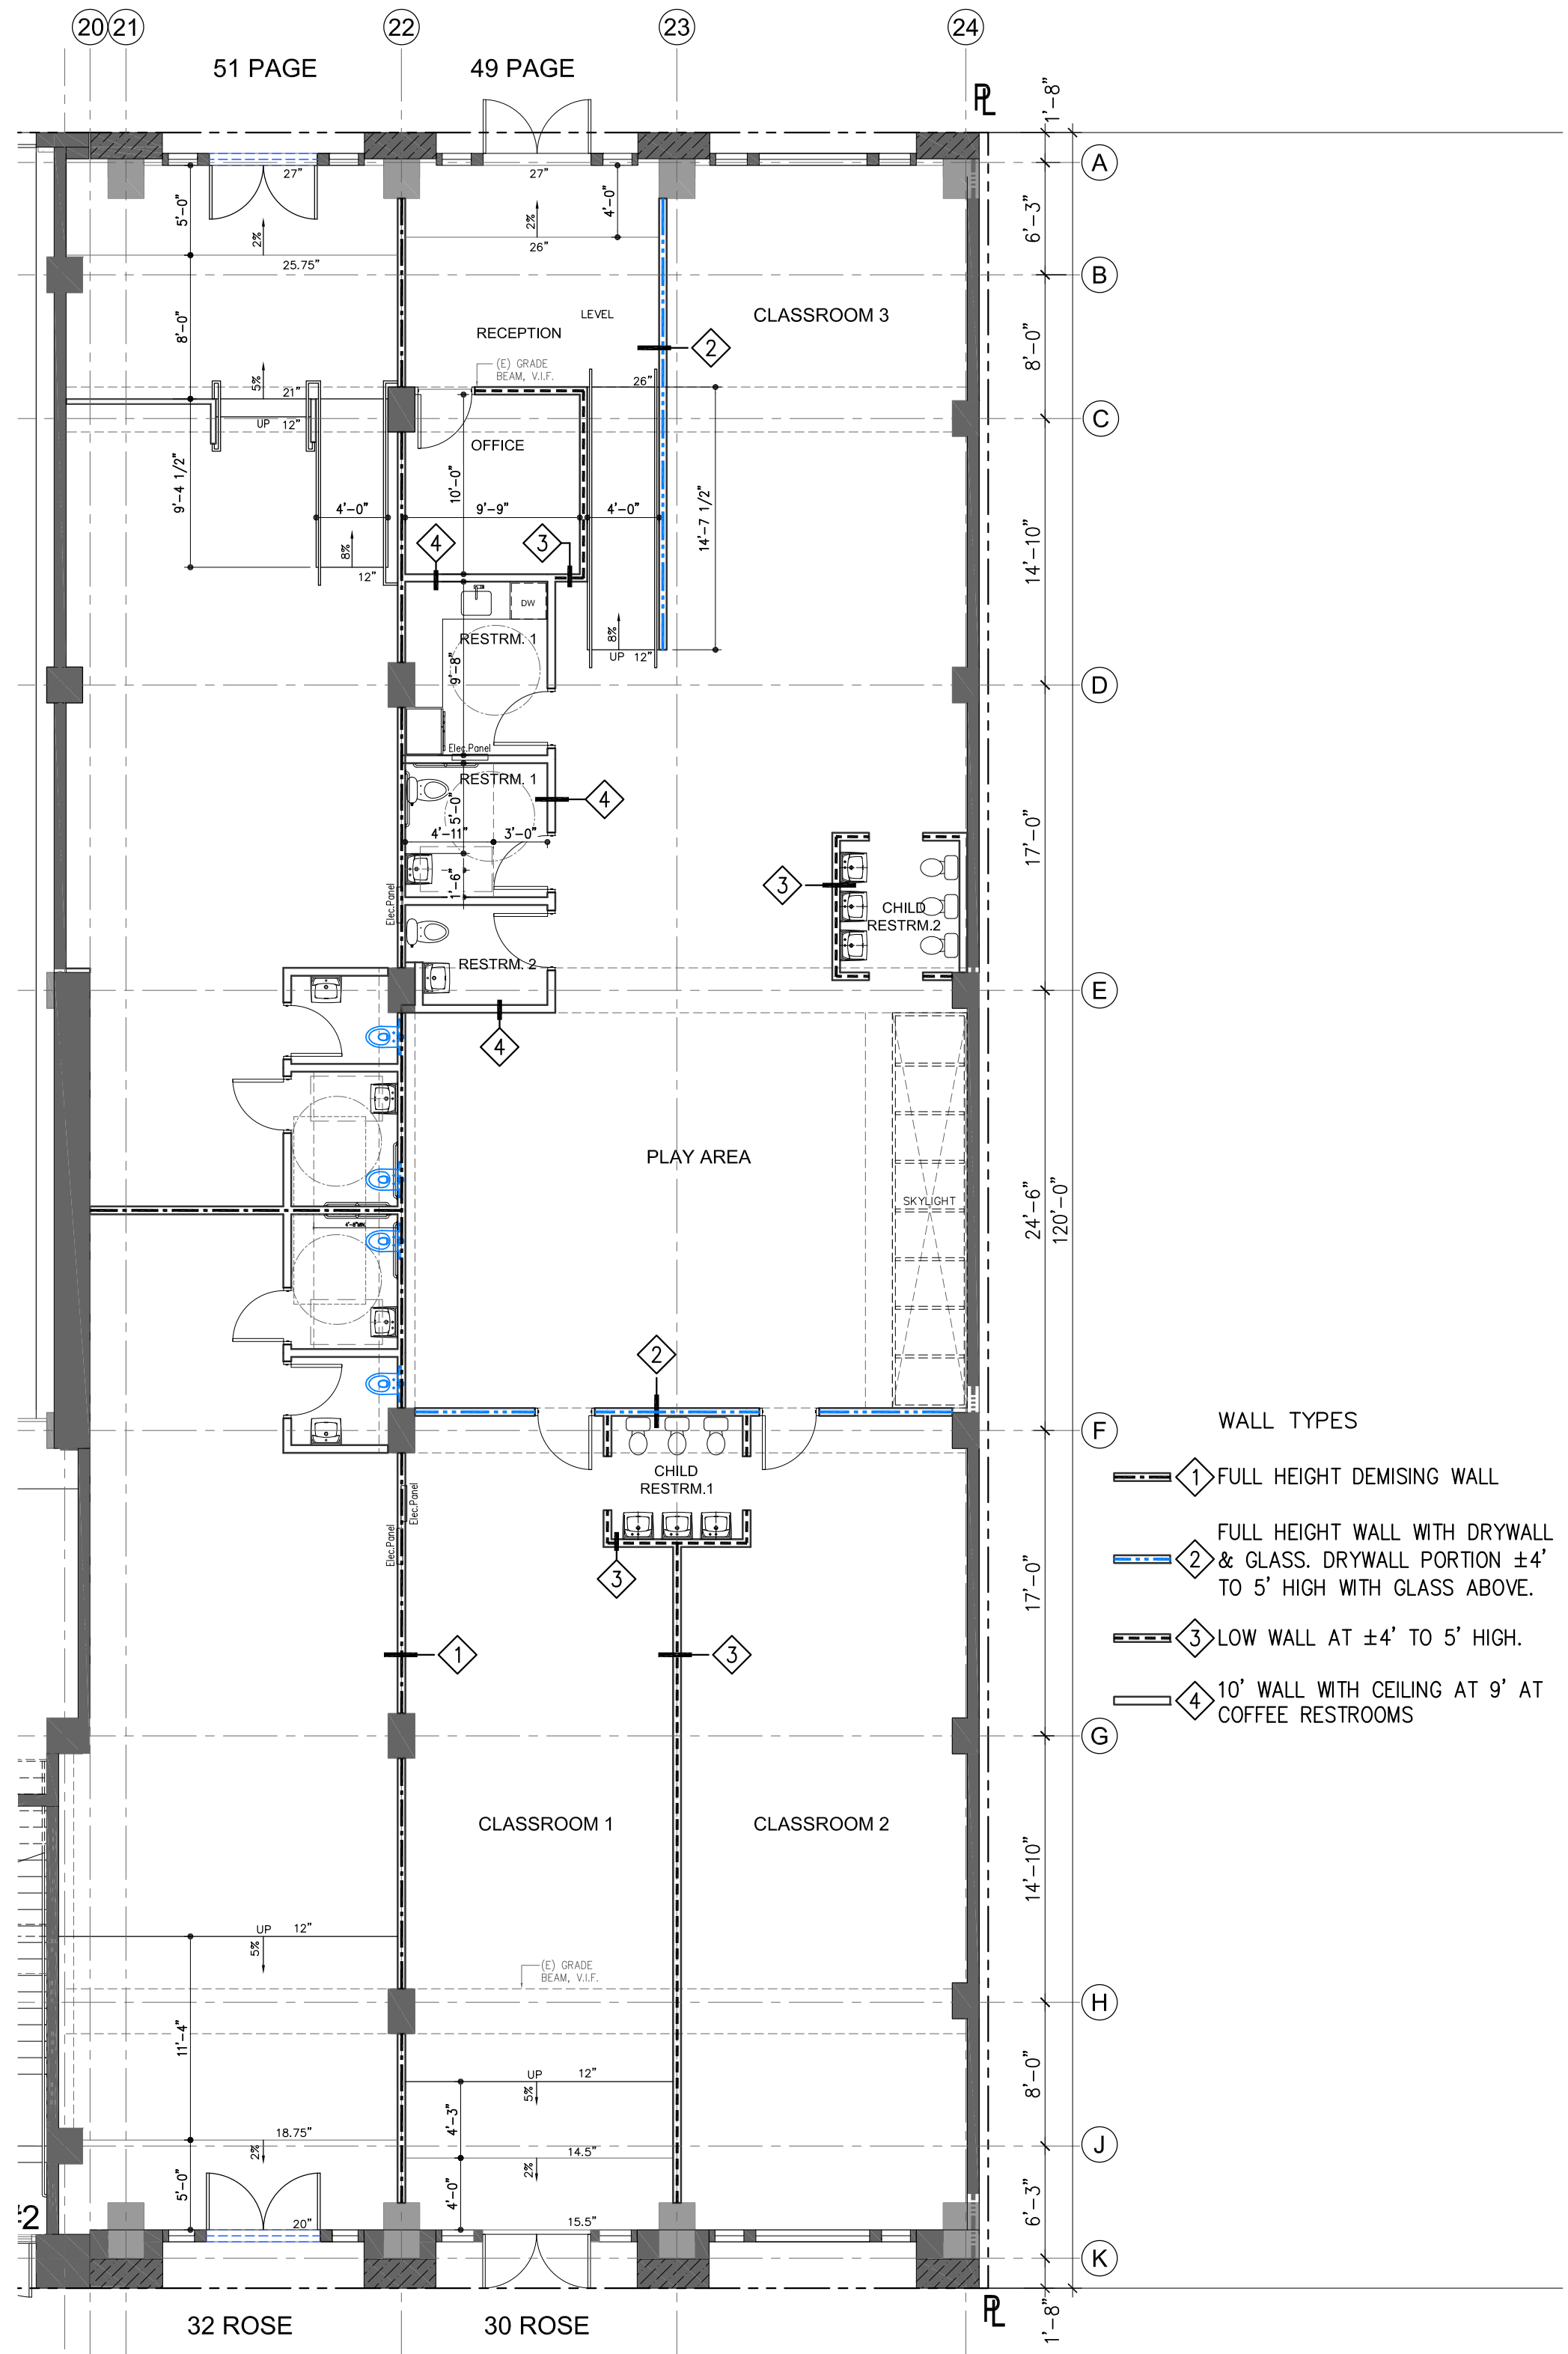 20 21 22 23 24
51 PAGE 49 PAGE
PL
1'-8"
A
27" 27"
5'-0" 4'-0"
6'-3"
2% 2%
26"
25.75"
B
8'-0"
LEVEL
CLASSROOM 3
RECEPTION
2
8'-0"
(E) GRADE
BEAM, V.I.F.
5%
21"
26"
UP 12"
C
OFFICE
9'-4 1/2"
10'-0"
4'-0" 9'-9" 4'-0"
14'-7 1/2"
14'-10"
4 3
8%
12"
DW
RESTRM. 1
8%
UP 12"
9'-8"
D
Elec.Panel
RESTRM. 1
4
5'-0"
4'-11" 3'-0"
17'-0"
1'-6"
3
Elec.Panel
CHILD
RESTRM.2
RESTRM. 2
E
4
PLAY AREA
SKYLIGHT
24'-6"
120'-0"
2
F
WALL TYPES
1 FULL HEIGHT DEMISING WALL
CHILD
RESTRM.1
Elec.Panel
Elec.Panel
2 FULL HEIGHT WALL WITH DRYWALL
& GLASS. DRYWALL PORTION ±4'
TO 5' HIGH WITH GLASS ABOVE.
3
17'-0"
3 LOW WALL AT ±4' TO 5' HIGH.
1 3
4 10' WALL WITH CEILING AT 9' AT
COFFEE RESTROOMS
G
CLASSROOM 1 CLASSROOM 2
14'-10"
UP 12"
5%
(E) GRADE
BEAM, V.I.F.
H
11'-4"
UP 12"
5%
8'-0"
4'-3"
18.75"
2%
14.5"
2%
J
5'-0" 4'-0"
6'-3"
2
20" 15.5"
K
PL
1'-8"
32 ROSE 30 ROSE